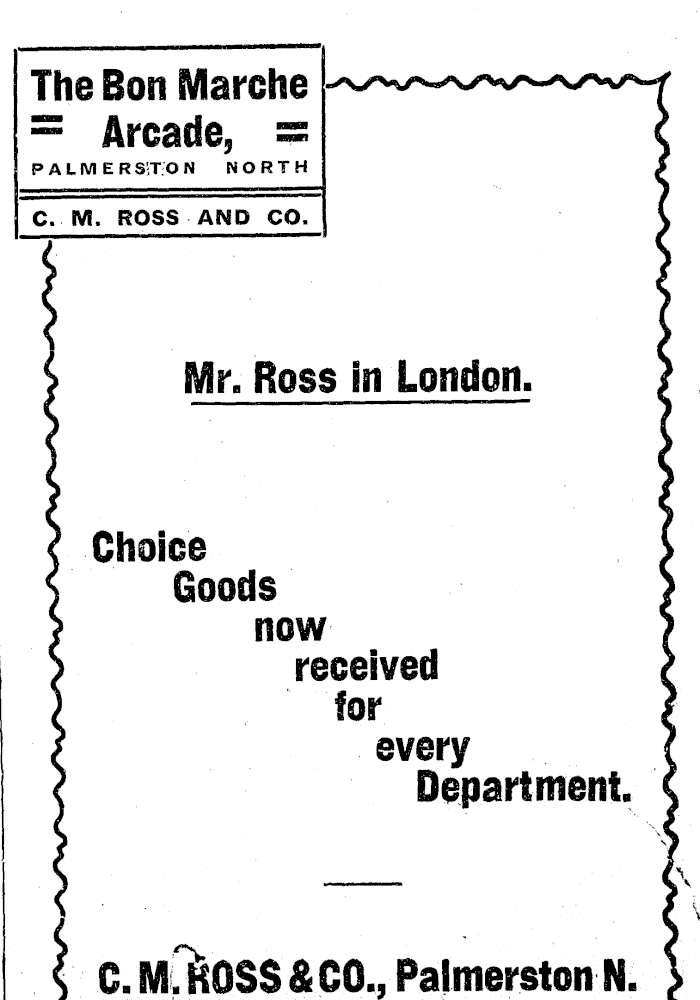 The Bon Marche
= Arcade, =
PALMERSTON NORTH
C. M. ROSS AND CO.
Mr. Ross in London.
Choice
Goods
now
received
for
every
Department.
C. M. ROSS & CO., Palmerston N.